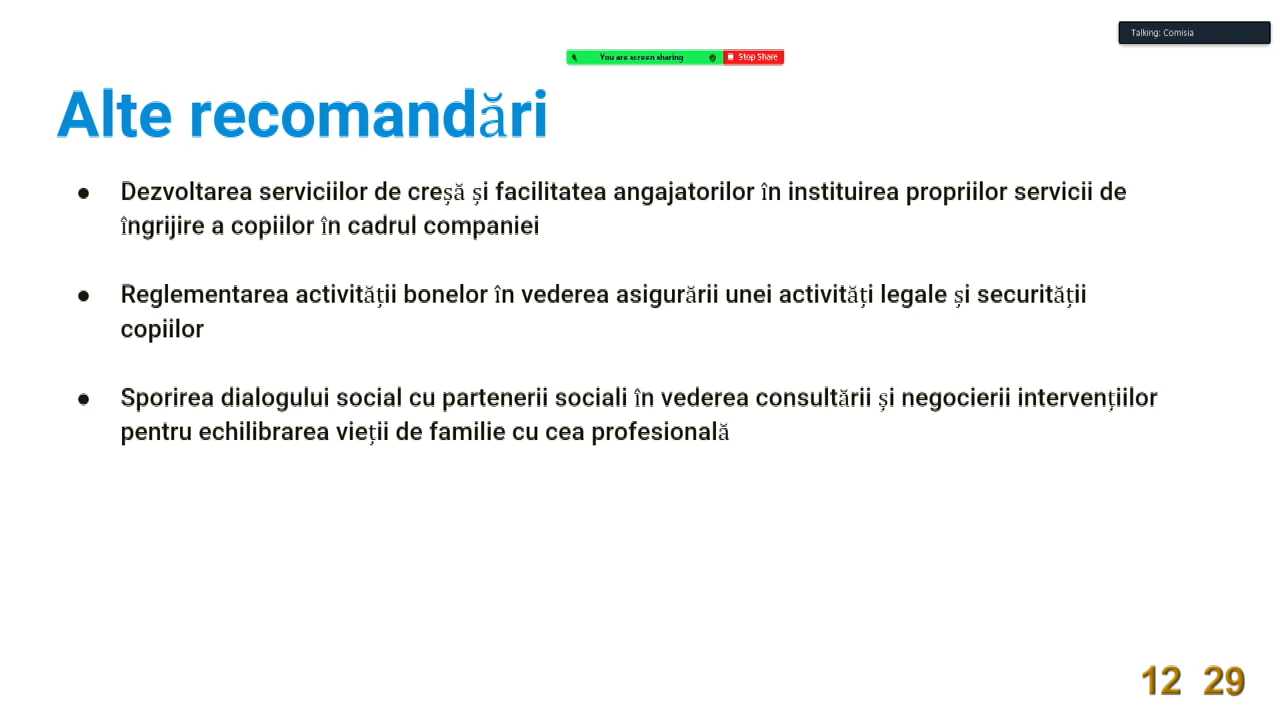 Talking: Comisia
You are screen sharing Stop Share
Alte recomandări
● Dezvoltarea serviciilor de creșă și facilitatea angajatorilor în instituirea propriilor servicii de
îngrijire a copiilor în cadrul companiei
● Reglementarea activității bonelor în vederea asigurării unei activități legale și securității
copiilor
● Sporirea dialogului social cu partenerii sociali în vederea consultării și negocierii intervențiilor
pentru echilibrarea vieții de familie cu cea profesională
12 29